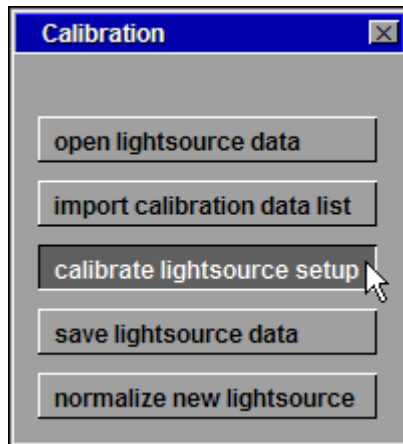 Calibration
open lightsource data
import calibration data list
calibrate lightsource setup
save lightsource data
normalize new lightsource